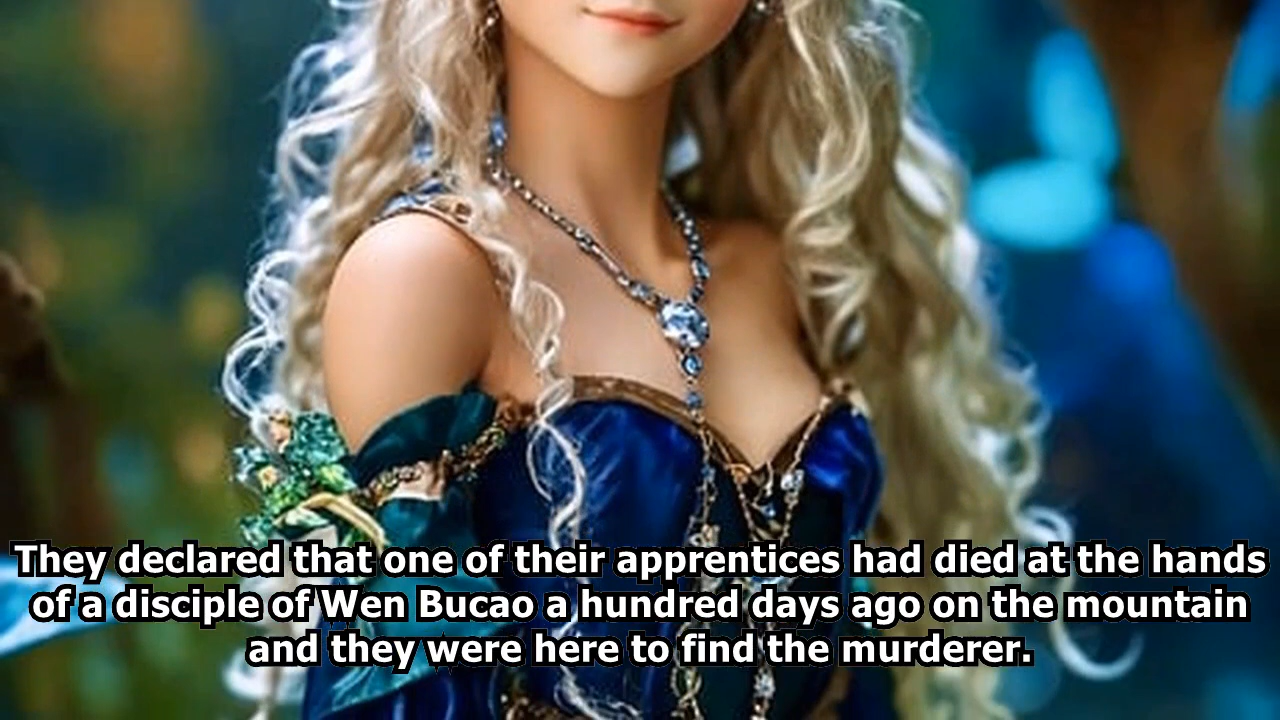 They declared that one of their apprentices had died at the hands
of a disciple of Wen Bucao a hundred days ago on the mountain
and they were here to find the murderer.